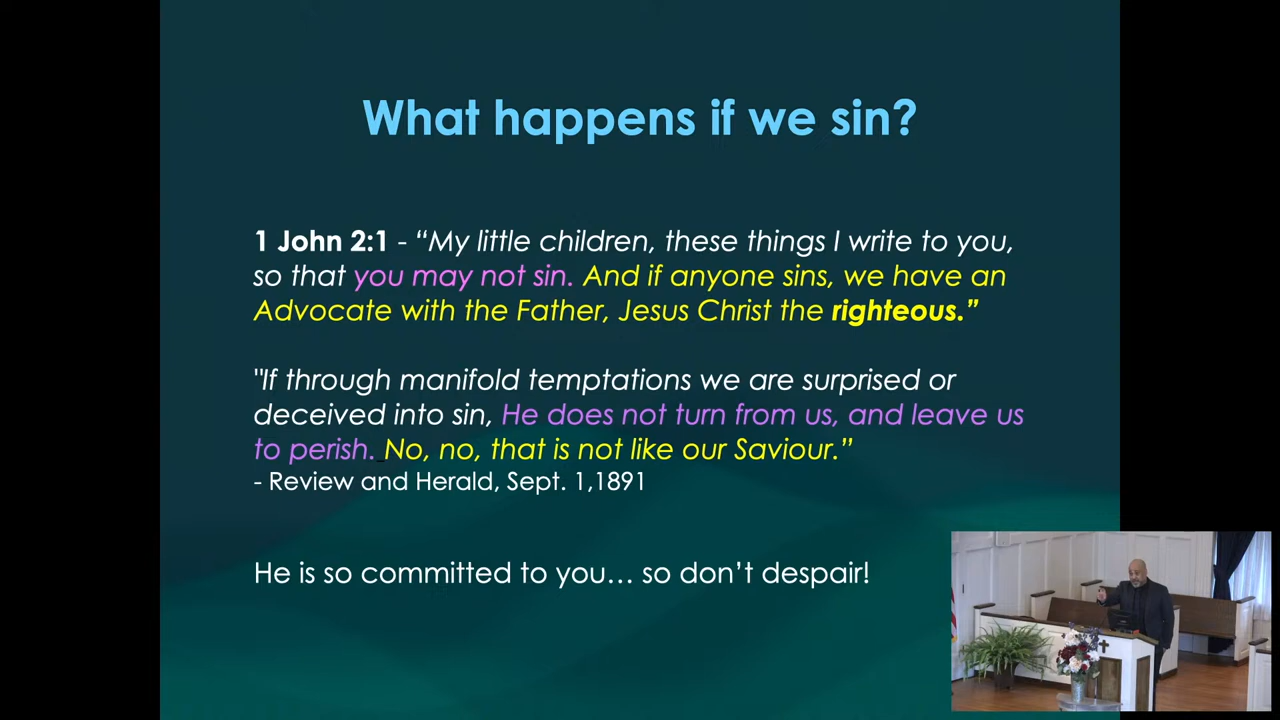 What happens if we sin?
1 John 2:1 - “My little children, these things I write to you,
so that you may not sin. And if anyone sins, we have an
Advocate with the Father, Jesus Christ the righteous.”
"If through manifold temptations we are surprised or
deceived into sin, He does not turn from us, and leave us
to perish. No, no, that is not like our Saviour.”
- Review and Herald, Sept. 1,1891
He is so committed to you... so don’t despair!